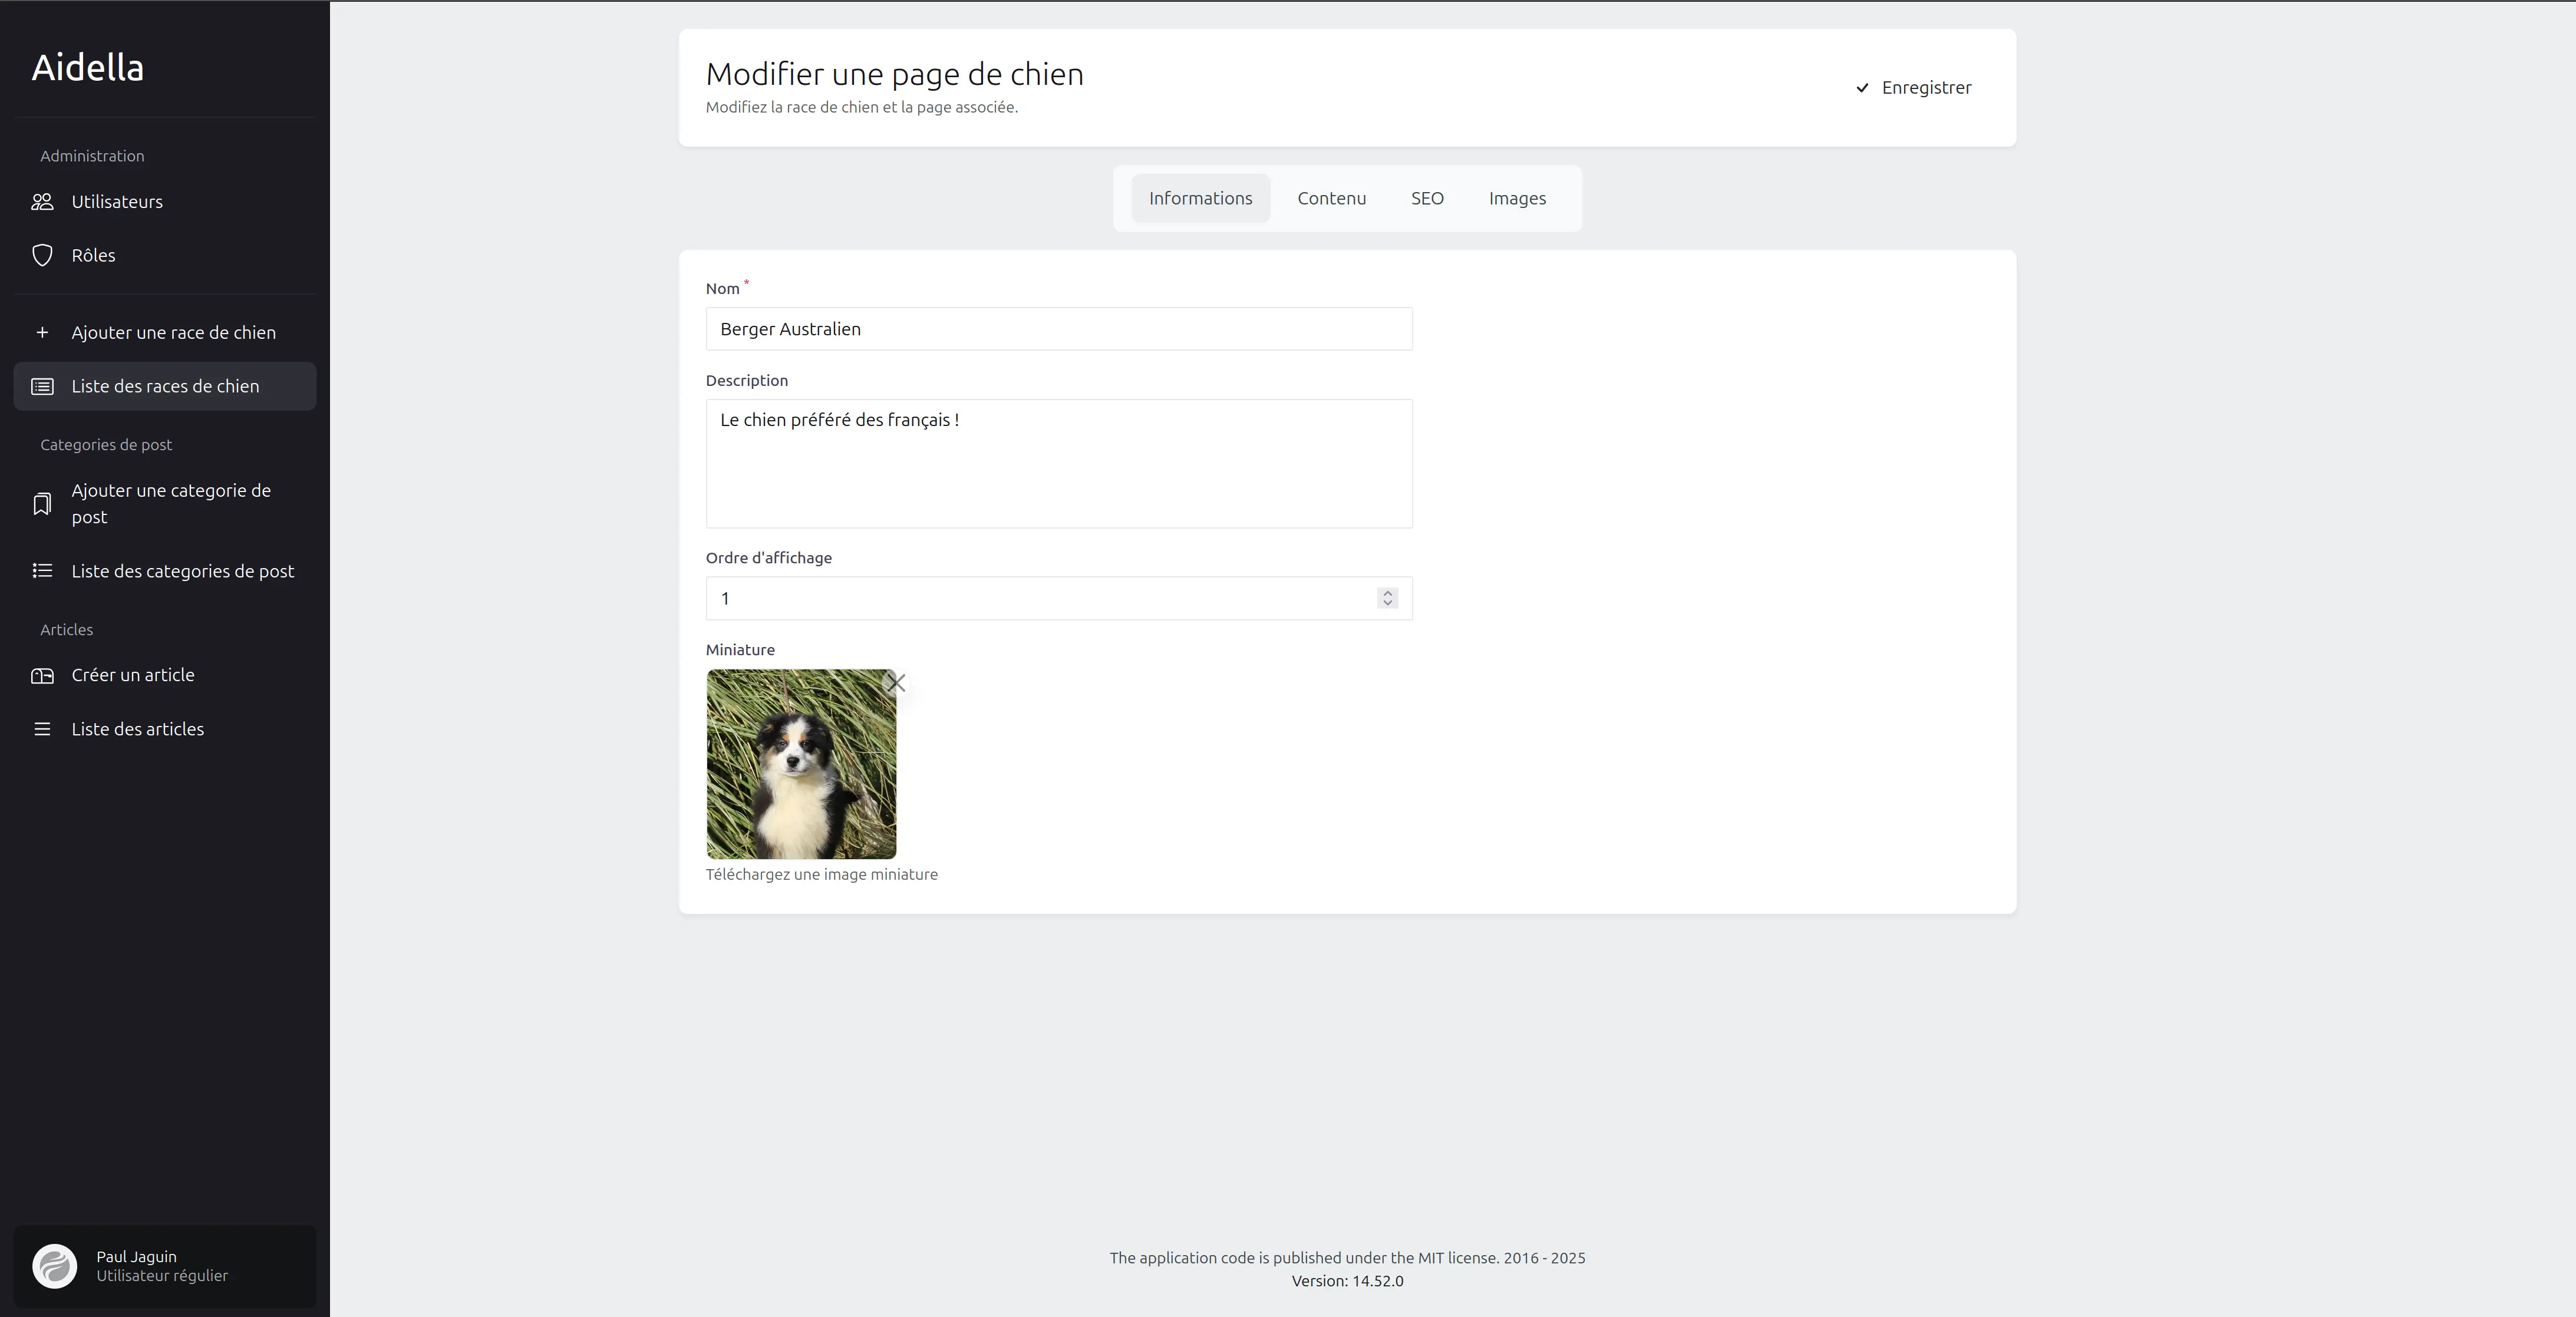 Aidella
Administration
Utilisateurs
Rôles
Ajouter une race de chien
Liste des races de chien
Categories de post
Ajouter une categorie de
post
Liste des categories de post
Articles
Créer un article
Liste des articles
Paul Jaguin
Utilisateur régulier
Modifier une page de chien
Modifiez la race de chien et la page associée.
Enregistrer
Informations Contenu SEO Images
Nom *
Berger Australien
Description
Le chien préféré des français !
Ordre d'affichage
1
Miniature
Téléchargez une image miniature
The application code is published under the MIT license. 2016 - 2025
Version: 14.52.0